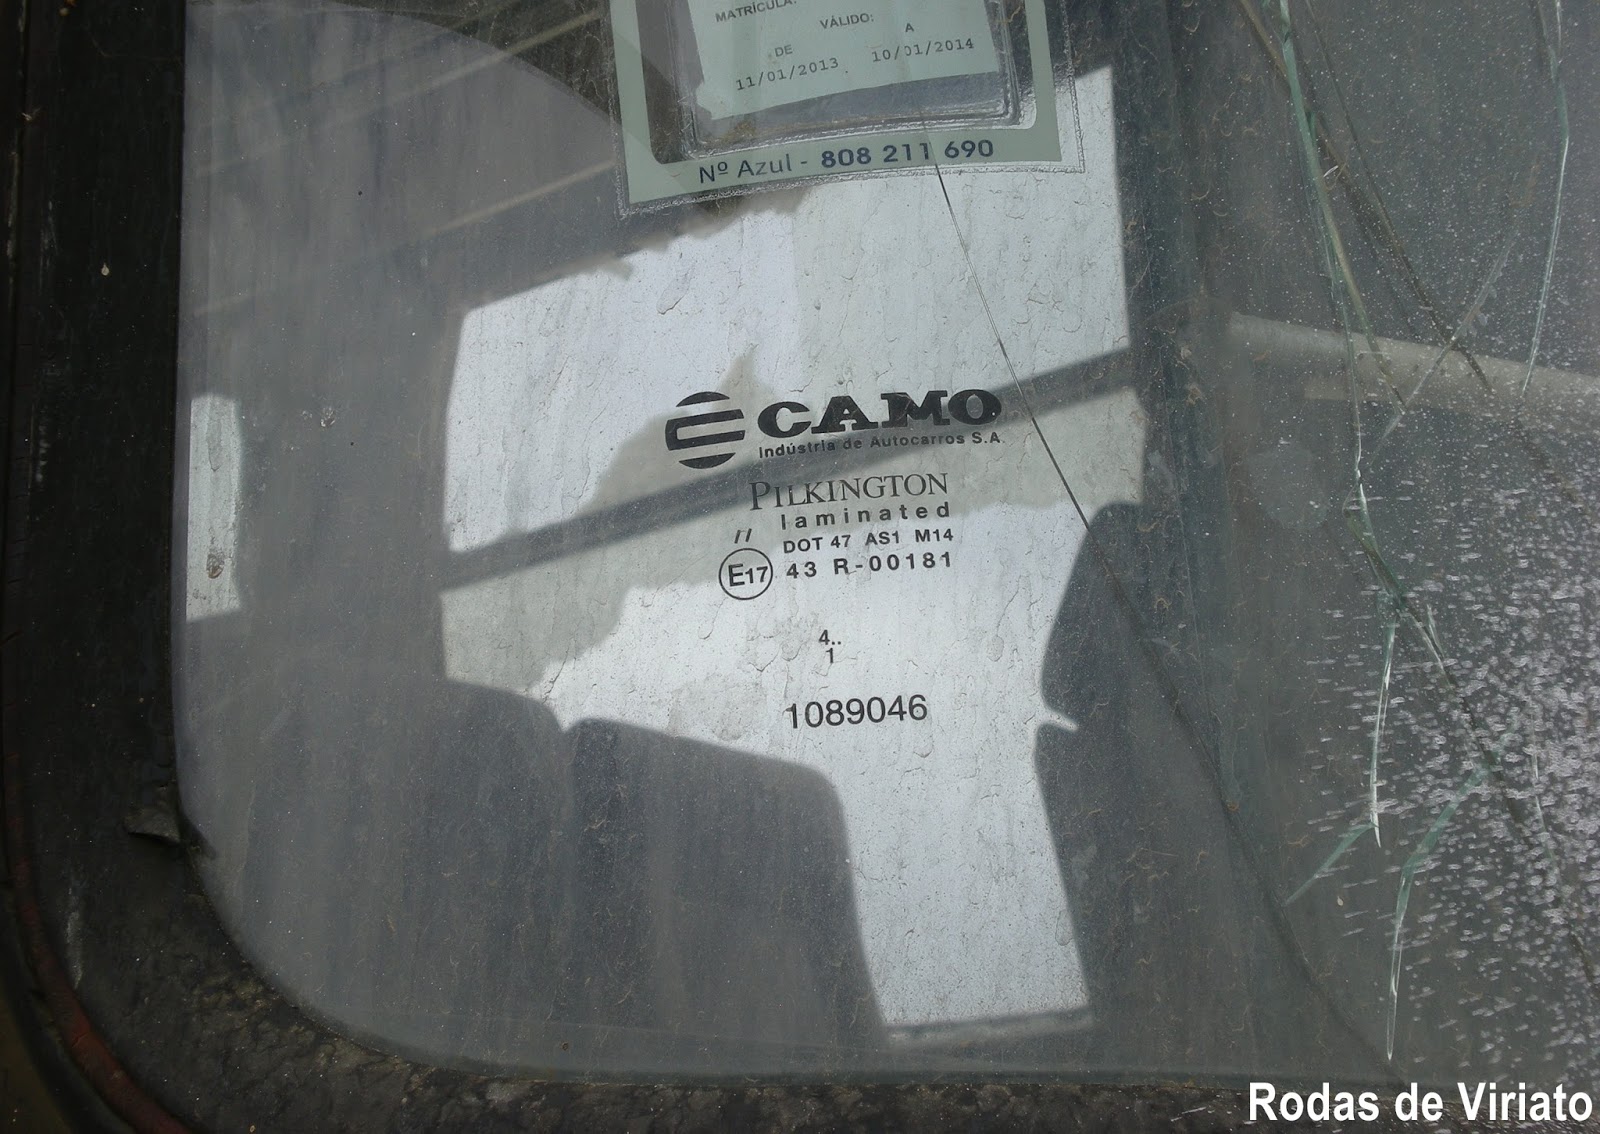 MATRÍCULA:
VÁLIDO:
DE A
11/01/2013 10/01/2014
Nº Azul - 808 211 690
CAMO
Indústria de Autocarros S.A.
PILKINGTON
laminated
DOT 47 AS1 M14
E17 43 R-00181
4..
1
1089046
Rodas de Viriato